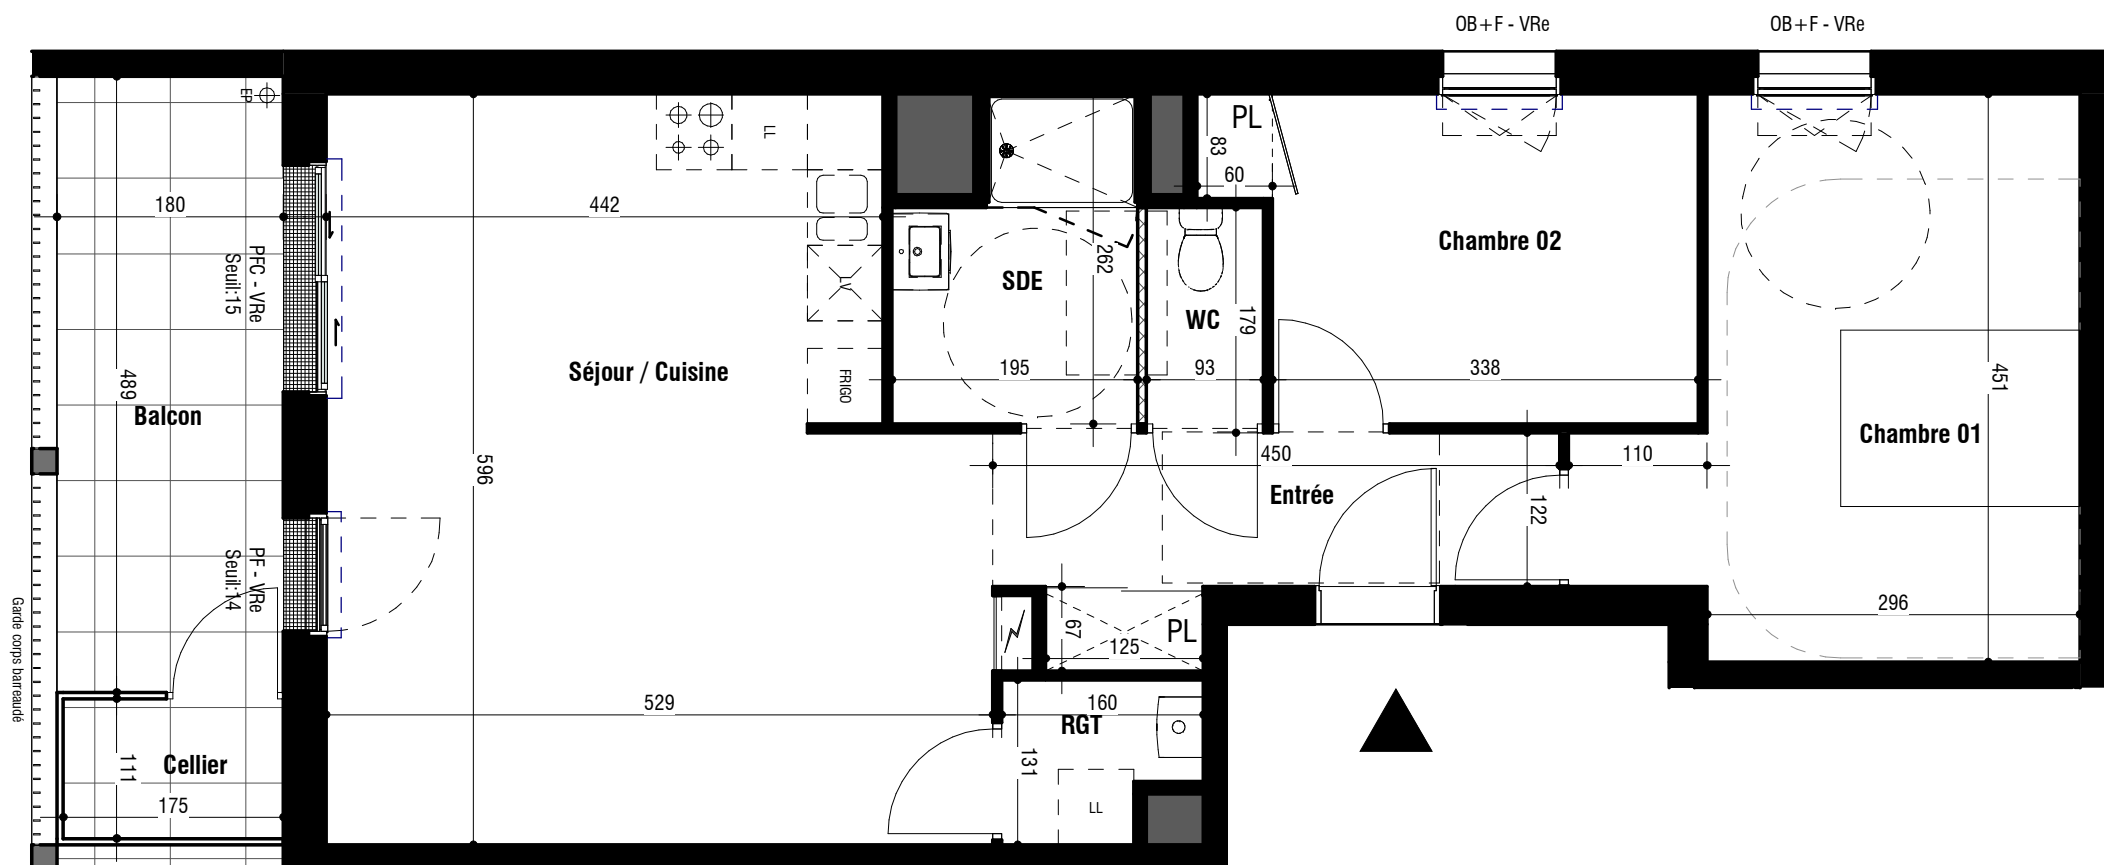 OB+F - VRe
OB+F - VRe
EP
LL
PL
83
60
180
442
PFC - VRe
Seuil:15
262
SDE
Chambre 02
LV
WC
179
Séjour / Cuisine
FRIGO
195
93
338
451
489
Balcon
Chambre 01
596
450
110
Entrée
122
PF - VRe
Seuil:14
Garde corps barreaudé
67
125
PL
296
529
160
RGT
131
Cellier
111
175
LL